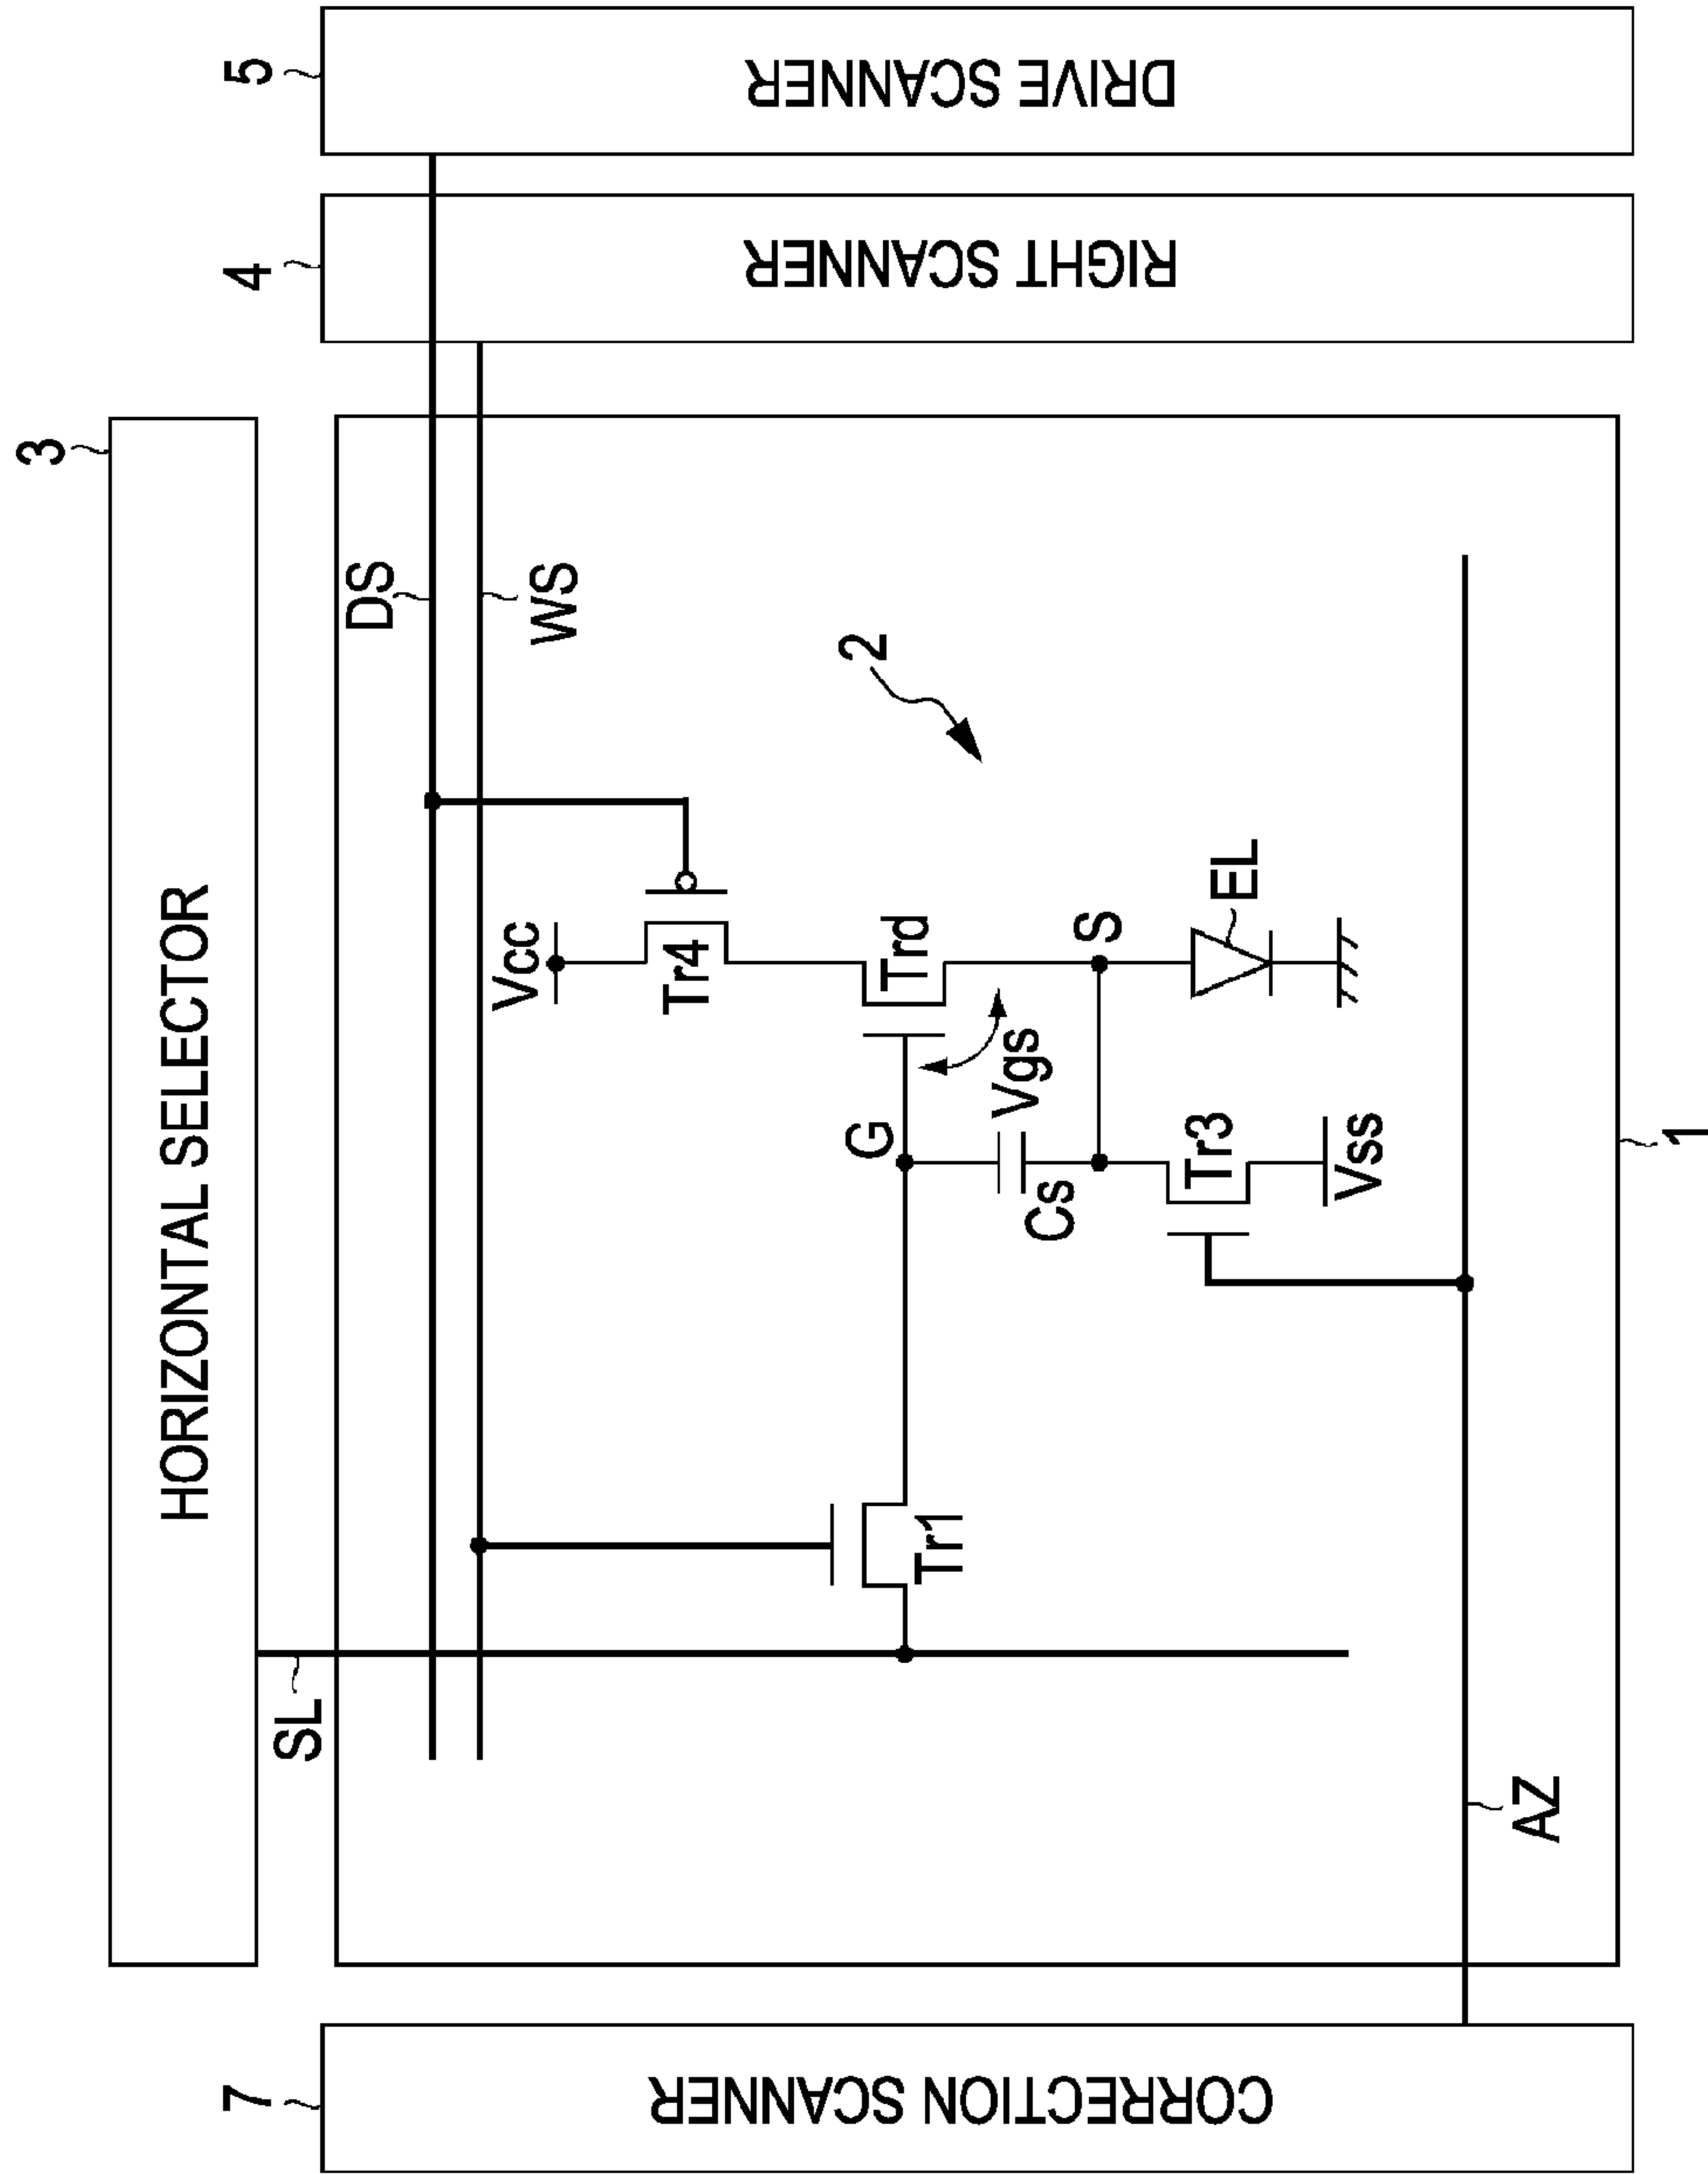 3
HORIZONTAL SELECTOR
7
CORRECTION SCANNER
SL
DS
WS
4
RIGHT SCANNER
5
DRIVE SCANNER
Vcc
Tr4
2
Tr1
G
Trd
Vgs
Cs
S
Tr3
EL
Vss
AZ
1